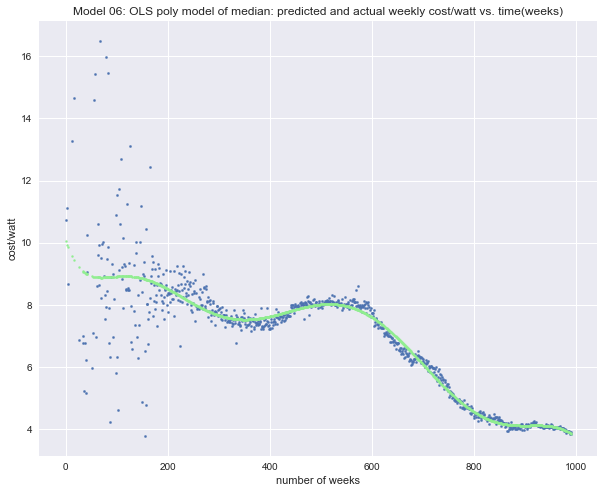 Model 06: OLS poly model of median: predicted and actual weekly cost/watt vs. time(weeks)
16
14
12
10
8
6
4
cost/watt
0 200 400 600 800 1000
number of weeks